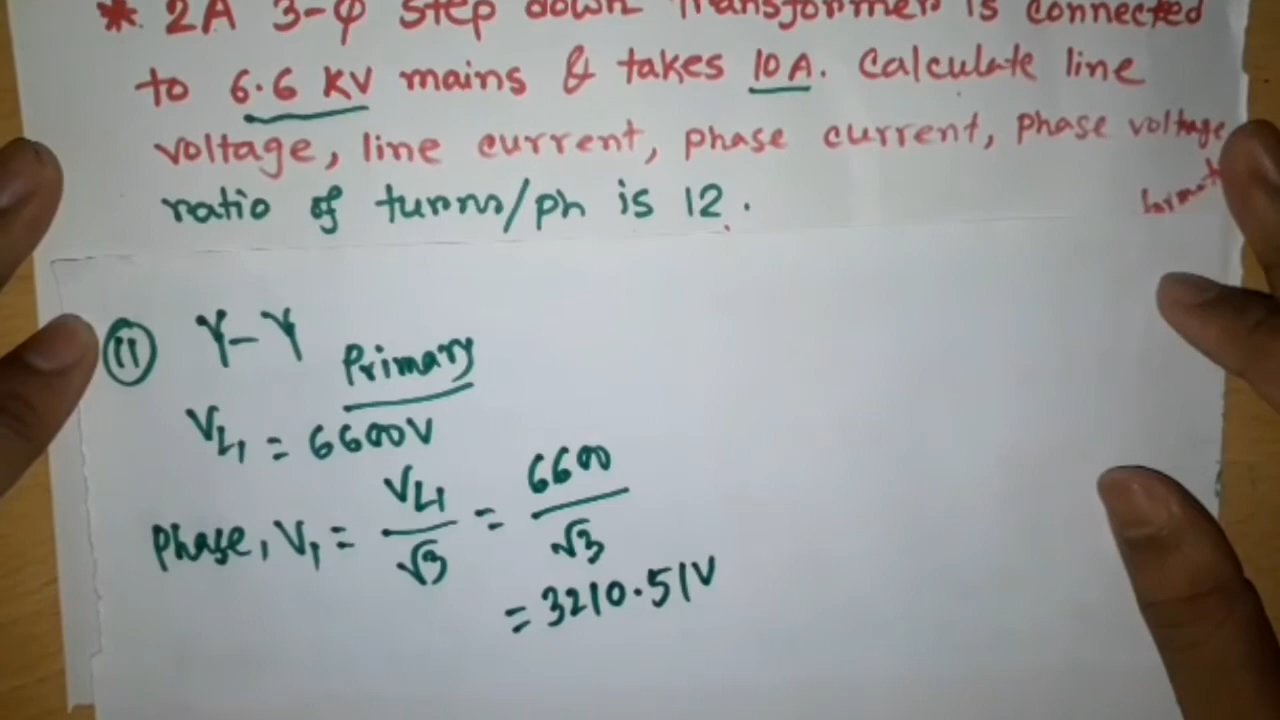 * 2A 3-φ step down transformer is connected
to 6.6 KV mains & takes 10A. Calculate line
voltage, line current, phase current, phase voltage
ratio of turns/ph is 12.
(11) Y-Y
Primary
VL1 = 6600V
Phase, V1 = VL1/√3 = 6600/√3
= 3210.51V